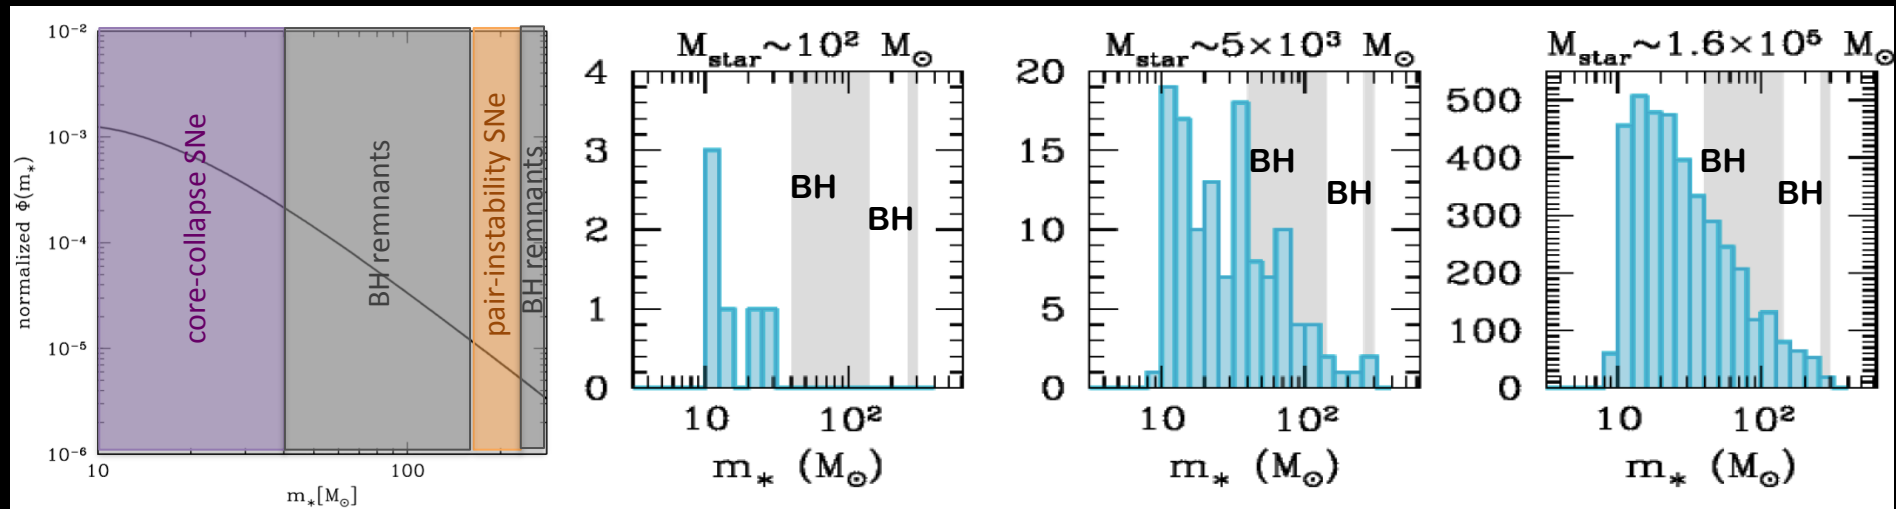 10⁻²
10⁻³
10⁻⁴
10⁻⁵
10⁻⁶
normalized Φ(m*)
core-collapse SNe
BH remnants
pair-instability SNe
BH remnants
10
100
m*[M⊙]
M_star~10² M⊙
4
3
2
1
0
BH
BH
10
10²
m* (M⊙)
M_star~5×10³ M⊙
20
15
10
5
0
BH
BH
10
10²
m* (M⊙)
M_star~1.6×10⁵ M⊙
500
400
300
200
100
0
BH
BH
10
10²
m* (M⊙)